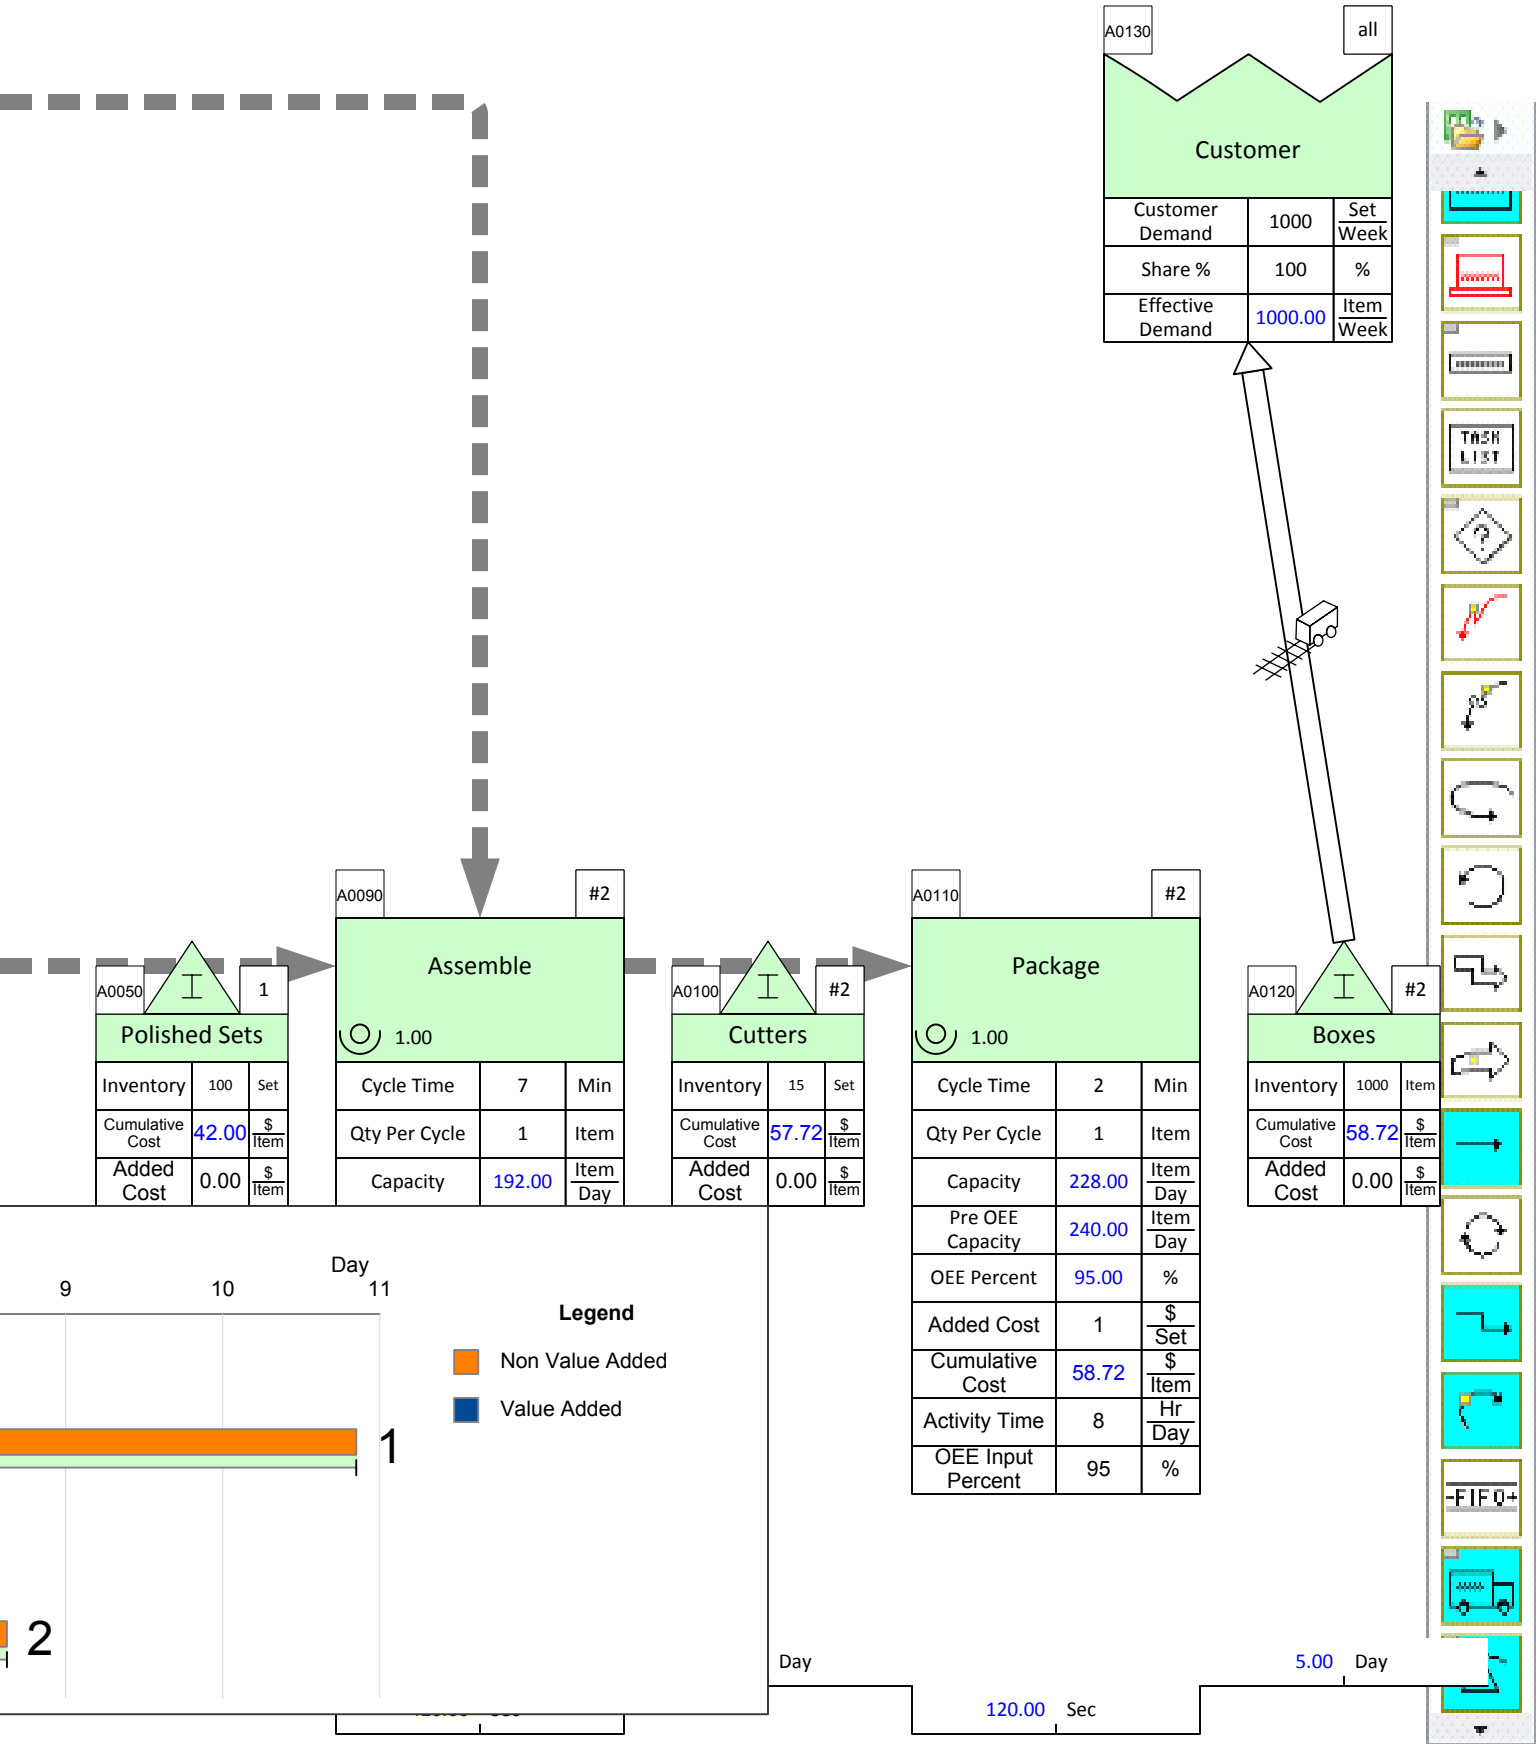 A0130
all
Customer
Customer Demand 1000 Set Week
Share % 100 %
Effective Demand 1000.00 Item Week
TASK
LIST
A0090
#2
Assemble
1.00
Cycle Time 7 Min
Qty Per Cycle 1 Item
Capacity 192.00 Item Day
A0110
#2
Package
1.00
Cycle Time 2 Min
Qty Per Cycle 1 Item
Capacity 228.00 Item Day
Pre OEE Capacity 240.00 Item Day
OEE Percent 95.00 %
Added Cost 1 $ Set
Cumulative Cost 58.72 $ Item
Activity Time 8 Hr Day
OEE Input Percent 95 %
A0050
I
1
Polished Sets
Inventory 100 Set
Cumulative Cost 42.00 $ Item
Added Cost 0.00 $ Item
A0100
I
#2
Cutters
Inventory 15 Set
Cumulative Cost 57.72 $ Item
Added Cost 0.00 $ Item
A0120
I
#2
Boxes
Inventory 1000 Item
Cumulative Cost 58.72 $ Item
Added Cost 0.00 $ Item
Day
9 10 11
Legend
Non Value Added
Value Added
1
2
-FIFO→
Day
5.00 Day
120.00 Sec